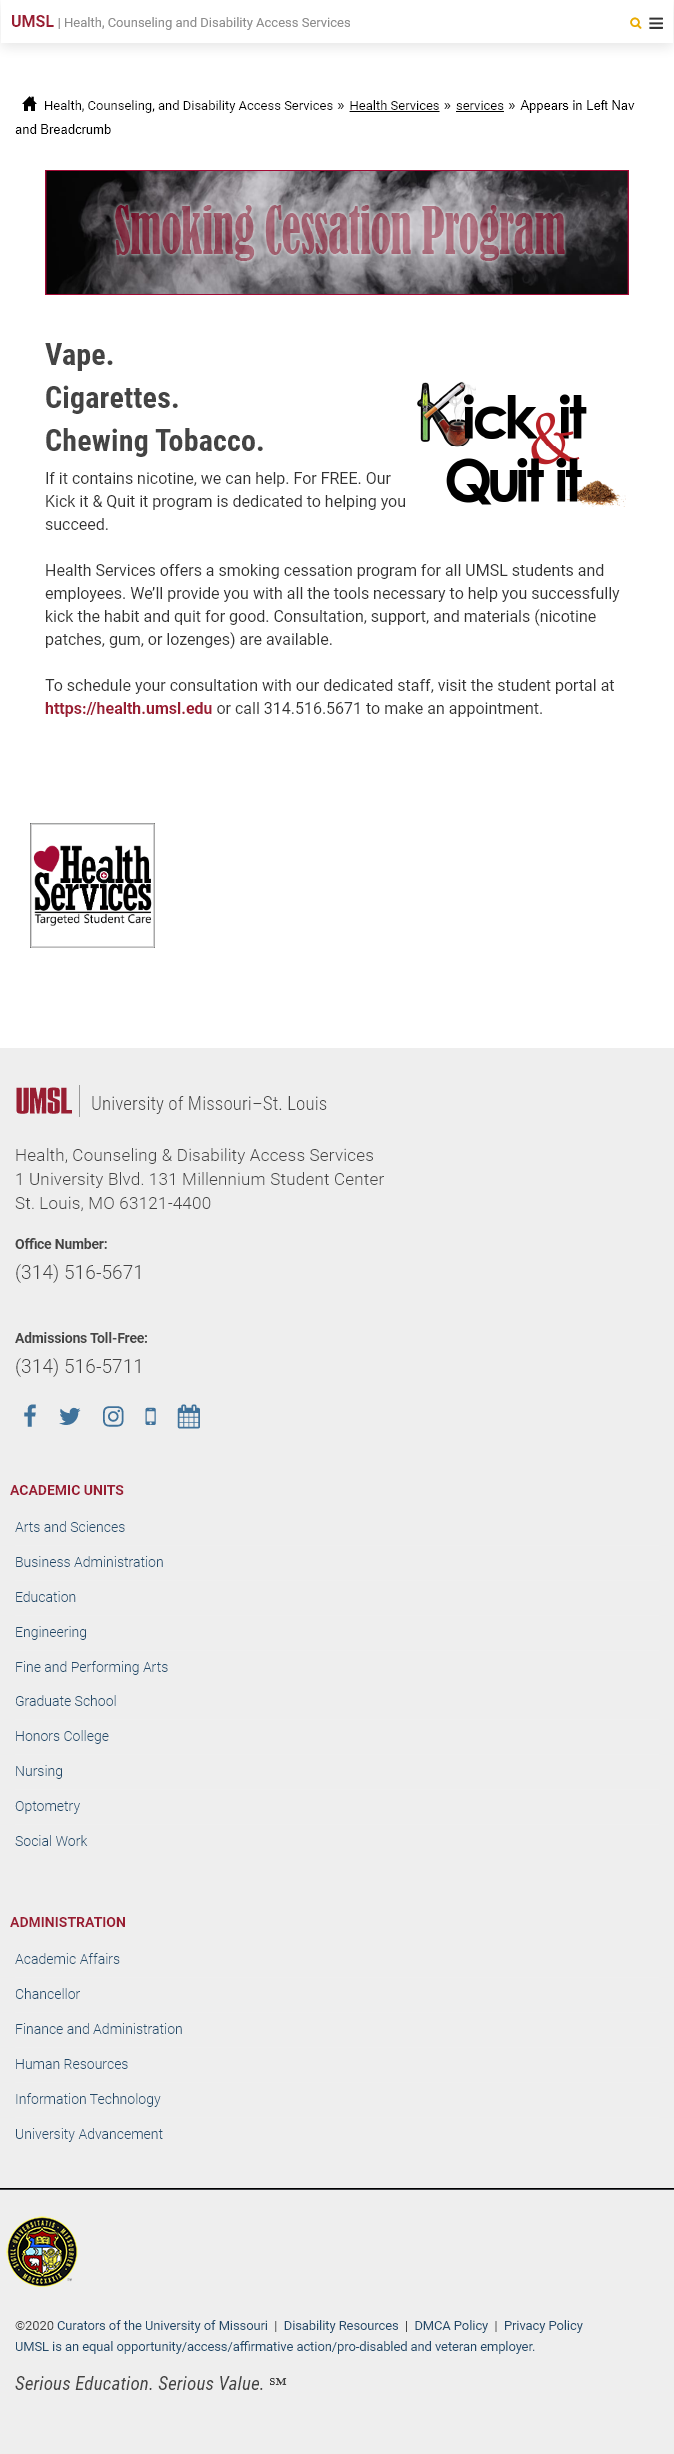 UMSL | Health, Counseling and Disability Access Services
Health, Counseling, and Disability Access Services » Health Services » services » Appears in Left Nav
and Breadcrumb
Smoking Cessation Program
Vape.
Cigarettes.
Chewing Tobacco.
Kick it
&
Quit it
If it contains nicotine, we can help. For FREE. Our
Kick it & Quit it program is dedicated to helping you
succeed.
Health Services offers a smoking cessation program for all UMSL students and
employees. We’ll provide you with all the tools necessary to help you successfully
kick the habit and quit for good. Consultation, support, and materials (nicotine
patches, gum, or lozenges) are available.
To schedule your consultation with our dedicated staff, visit the student portal at
https://health.umsl.edu or call 314.516.5671 to make an appointment.
Health
Services
Targeted Student Care
UMSL University of Missouri–St. Louis
Health, Counseling & Disability Access Services
1 University Blvd. 131 Millennium Student Center
St. Louis, MO 63121-4400
Office Number:
(314) 516-5671
Admissions Toll-Free:
(314) 516-5711
ACADEMIC UNITS
Arts and Sciences
Business Administration
Education
Engineering
Fine and Performing Arts
Graduate School
Honors College
Nursing
Optometry
Social Work
ADMINISTRATION
Academic Affairs
Chancellor
Finance and Administration
Human Resources
Information Technology
University Advancement
©2020 Curators of the University of Missouri | Disability Resources | DMCA Policy | Privacy Policy
UMSL is an equal opportunity/access/affirmative action/pro-disabled and veteran employer.
Serious Education. Serious Value. ℠